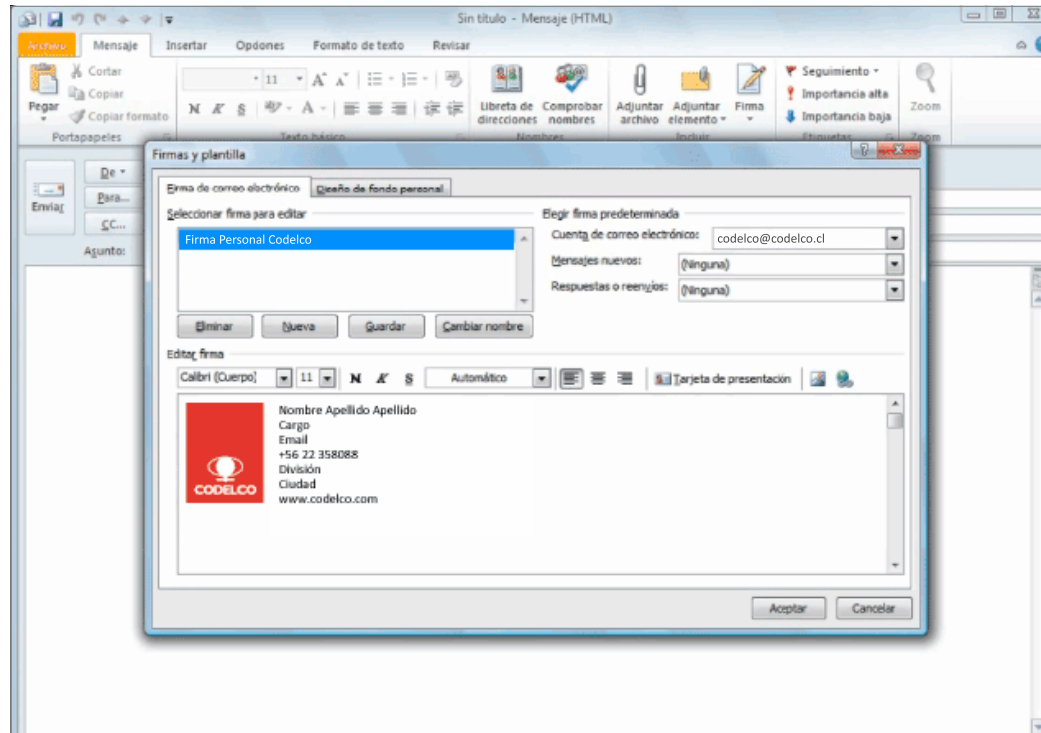 Sin título - Mensaje (HTML)
Archivo Mensaje Insertar Opciones Formato de texto Revisar
Pegar
Cortar
Copiar
Copiar formato
Portapapeles
11
N K S
A
Texto básico
Libreta de direcciones
Comprobar nombres
Nombres
Adjuntar archivo
Adjuntar elemento
Firma
Incluir
Seguimiento
Importancia alta
Importancia baja
Etiquetas
Zoom
Zoom
Enviar
De
Para...
CC...
Asunto:
Firmas y plantilla
Firma de correo electrónico Diseño de fondo personal
Seleccionar firma para editar
Firma Personal Codelco
Eliminar Nueva Guardar Cambiar nombre
Elegir firma predeterminada
Cuenta de correo electrónico: codelco@codelco.cl
Mensajes nuevos: (Ninguna)
Respuestas o reenvíos: (Ninguna)
Editar firma
Calibri (Cuerpo) 11 N K S Automático Tarjeta de presentación
CODELCO
Nombre Apellido Apellido
Cargo
Email
+56 22 358088
División
Ciudad
www.codelco.com
Aceptar Cancelar